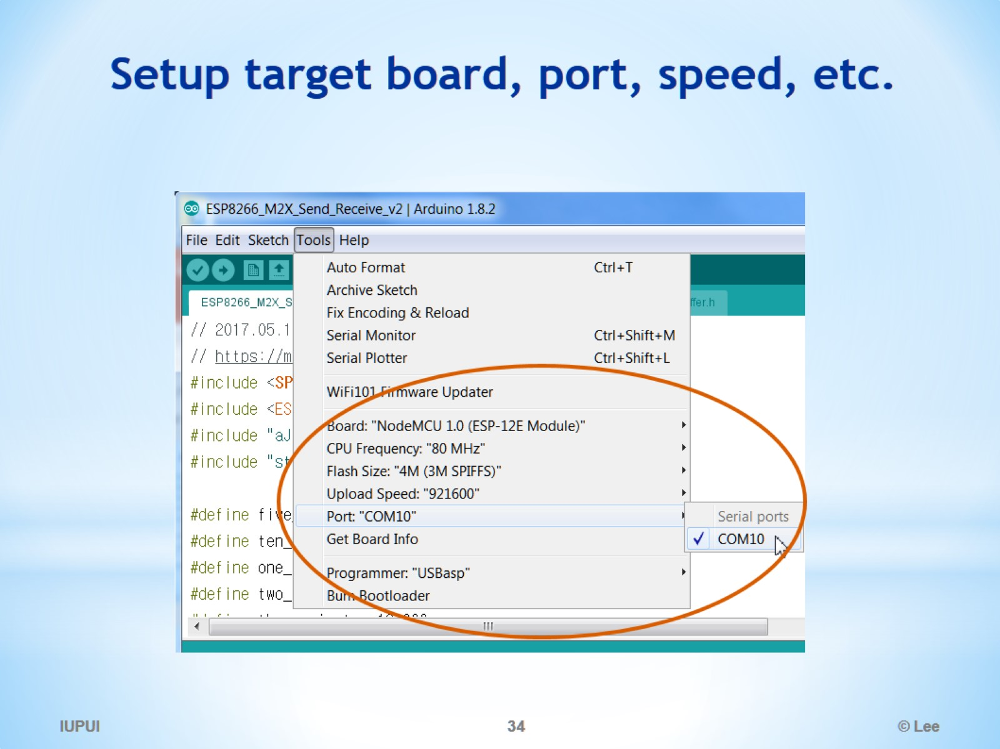 Setup target board, port, speed, etc.
ESP8266_M2X_Send_Receive_v2 | Arduino 1.8.2
File Edit Sketch Tools Help
Auto Format Ctrl+T
Archive Sketch
Fix Encoding & Reload
Serial Monitor Ctrl+Shift+M
Serial Plotter Ctrl+Shift+L
WiFi101 Firmware Updater
Board: "NodeMCU 1.0 (ESP-12E Module)"
CPU Frequency: "80 MHz"
Flash Size: "4M (3M SPIFFS)"
Upload Speed: "921600"
Port: "COM10"
Get Board Info
Programmer: "USBasp"
Burn Bootloader
Serial ports
COM10
ESP8266_M2X_S
ffer.h
// 2017.05.1
// https://m
#include <SP
#include <ES
#include "aJ
#include "st
#define five_
#define ten_
#define one_
#define two_
IUPUI
34
© Lee